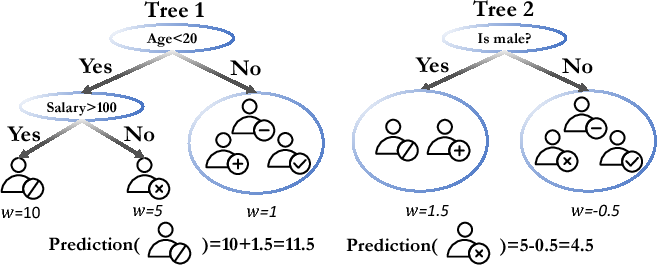 Tree 1
Tree 2
Age<20
Is male?
Yes
No
Yes
No
Salary>100
Yes
No
w=10
w=5
w=1
w=1.5
w=-0.5
Prediction( )=10+1.5=11.5
Prediction( )=5-0.5=4.5